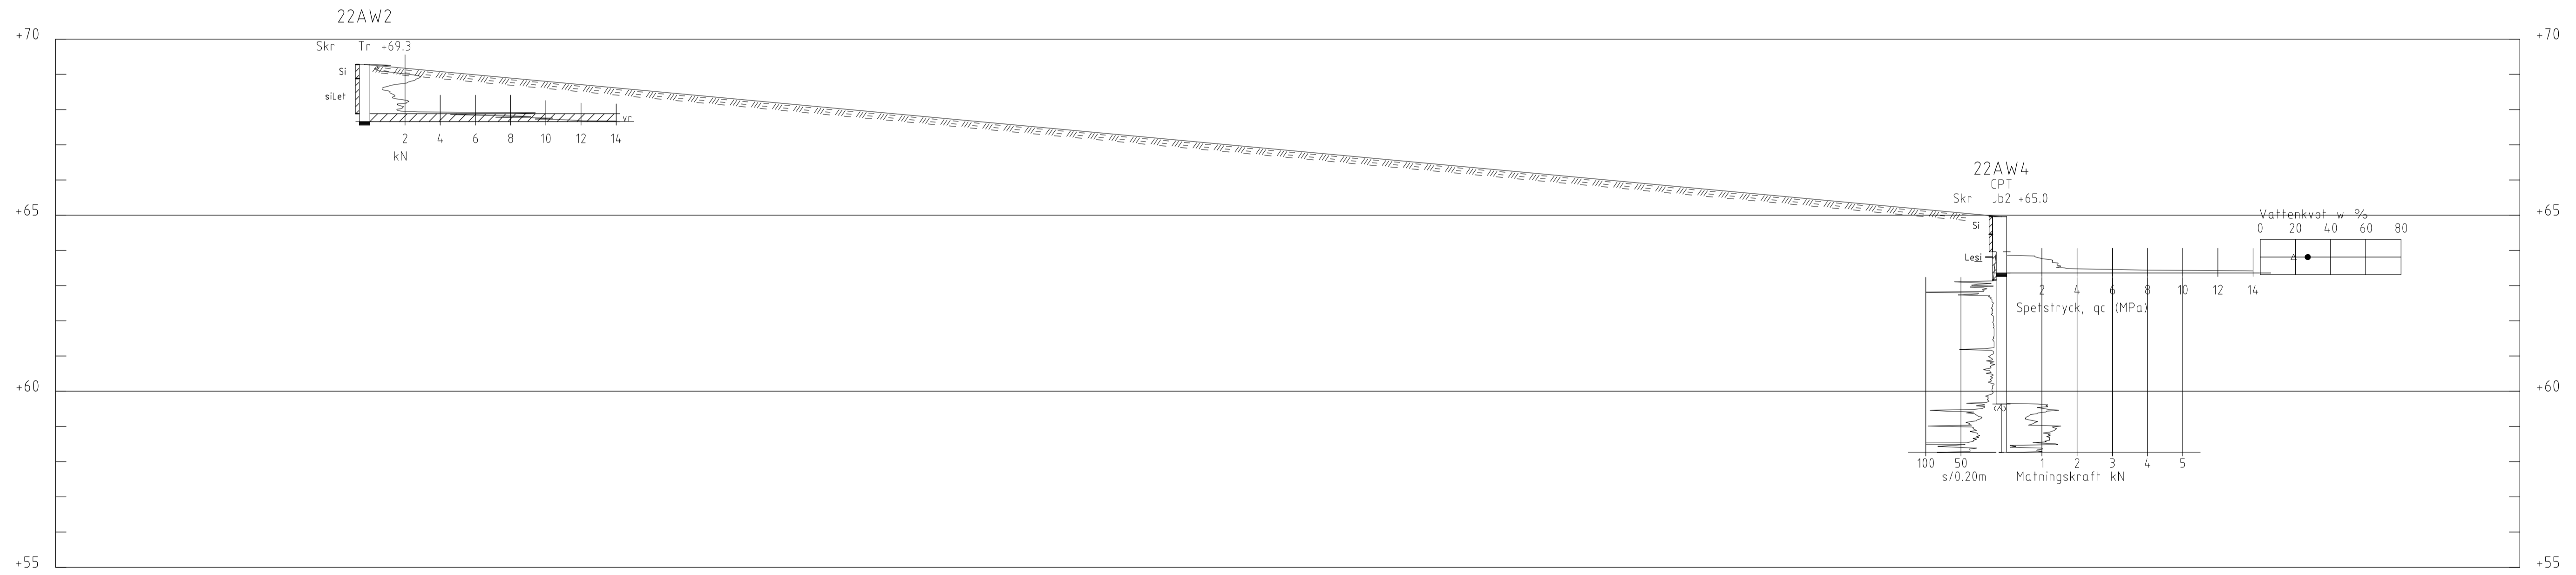 22AW2
+70 +70
Skr Tr +69.3
Si
siLet
vr
2 4 6 8 10 12 14
kN
22AW4
CPT
Skr Jb2 +65.0
+65 +65
Vattenkvot w %
0 20 40 60 80
Si
Lesi
2 4 6 8 10 12 14
Spetstryck, qc (MPa)
+60 +60
100 50 1 2 3 4 5
s/0.20m Matningskraft kN
+55 +55